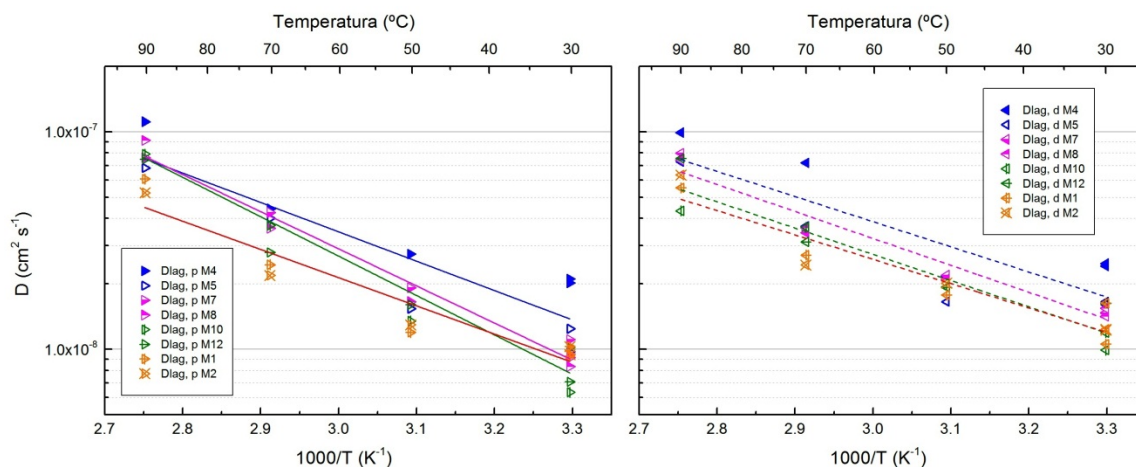 Temperatura (ºC)
90 80 70 60 50 40 30
D (cm² s⁻¹)
1.0x10⁻⁷
1.0x10⁻⁸
Dlag, p M4
Dlag, p M5
Dlag, p M7
Dlag, p M8
Dlag, p M10
Dlag, p M12
Dlag, p M1
Dlag, p M2
2.7 2.8 2.9 3.0 3.1 3.2 3.3
1000/T (K⁻¹)
Temperatura (ºC)
90 80 70 60 50 40 30
Dlag, d M4
Dlag, d M5
Dlag, d M7
Dlag, d M8
Dlag, d M10
Dlag, d M12
Dlag, d M1
Dlag, d M2
2.7 2.8 2.9 3.0 3.1 3.2 3.3
1000/T (K⁻¹)